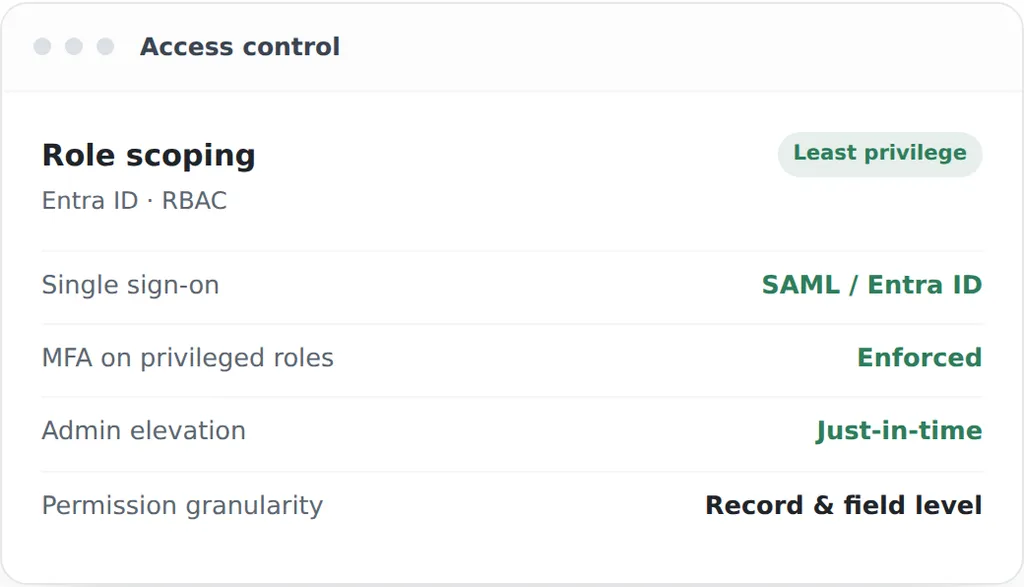 Access control
Role scoping
Least privilege
Entra ID · RBAC
Single sign-on
SAML / Entra ID
MFA on privileged roles
Enforced
Admin elevation
Just-in-time
Permission granularity
Record & field level